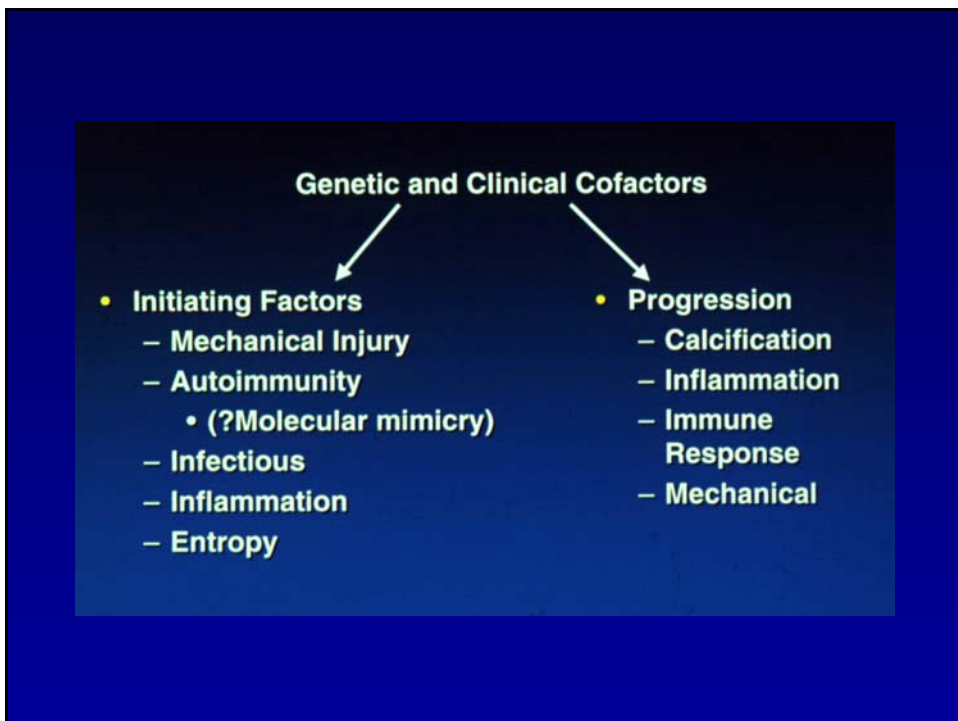 Genetic and Clinical Cofactors
• Initiating Factors
– Mechanical Injury
– Autoimmunity
• (?Molecular mimicry)
– Infectious
– Inflammation
– Entropy
• Progression
– Calcification
– Inflammation
– Immune
Response
– Mechanical